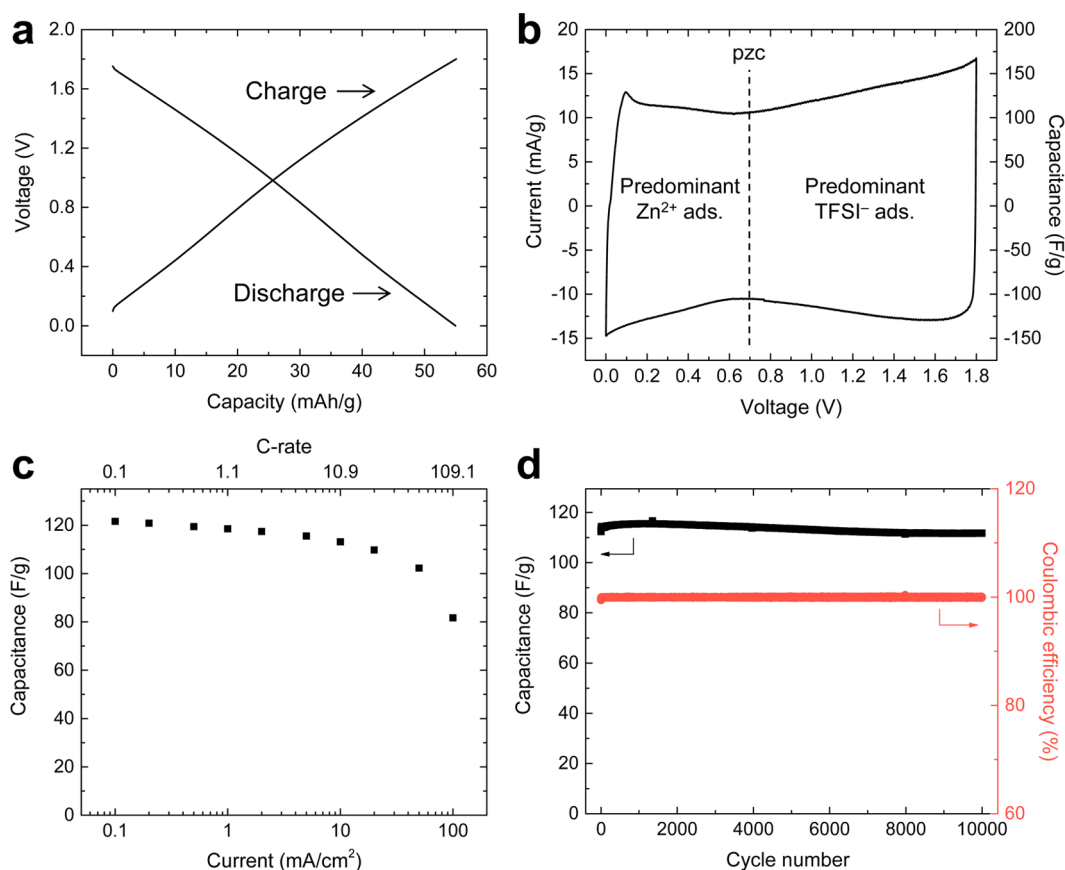 a
2.0
1.6
1.2
0.8
0.4
0.0
Voltage (V)
Charge
Discharge
0 10 20 30 40 50 60
Capacity (mAh/g)
b
pzc
20
15
10
5
0
-5
-10
-15
Current (mA/g)
200
150
100
50
0
-50
-100
-150
Capacitance (F/g)
Predominant
Zn²⁺ ads.
Predominant
TFSI⁻ ads.
0.0 0.2 0.4 0.6 0.8 1.0 1.2 1.4 1.6 1.8
Voltage (V)
c
C-rate
0.1 1.1 10.9 109.1
120
100
80
60
40
20
0
Capacitance (F/g)
0.1 1 10 100
Current (mA/cm²)
d
120
100
80
60
40
20
0
Capacitance (F/g)
120
100
80
60
Coulombic efficiency (%)
0 2000 4000 6000 8000 10000
Cycle number